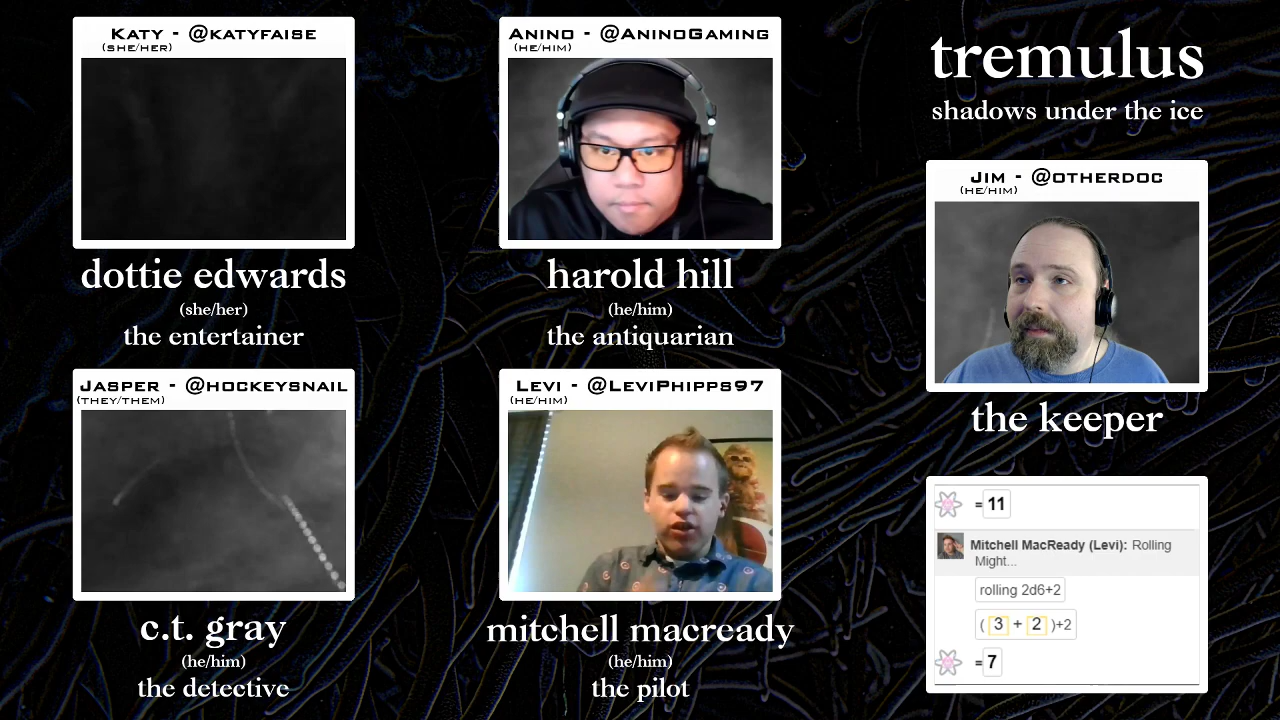 Katy - @katyfaise
(she/her)
dottie edwards
(she/her)
the entertainer
Anino - @AninoGaming
(he/him)
harold hill
(he/him)
the antiquarian
tremulus
shadows under the ice
Jim - @otherdoc
(he/him)
the keeper
Jasper - @hockeysnail
(they/them)
c.t. gray
(he/him)
the detective
Levi - @LeviPhipps97
(he/him)
mitchell macready
(he/him)
the pilot
=11
Mitchell MacReady (Levi): Rolling
Might...
rolling 2d6+2
( 3 + 2 )+2
=7